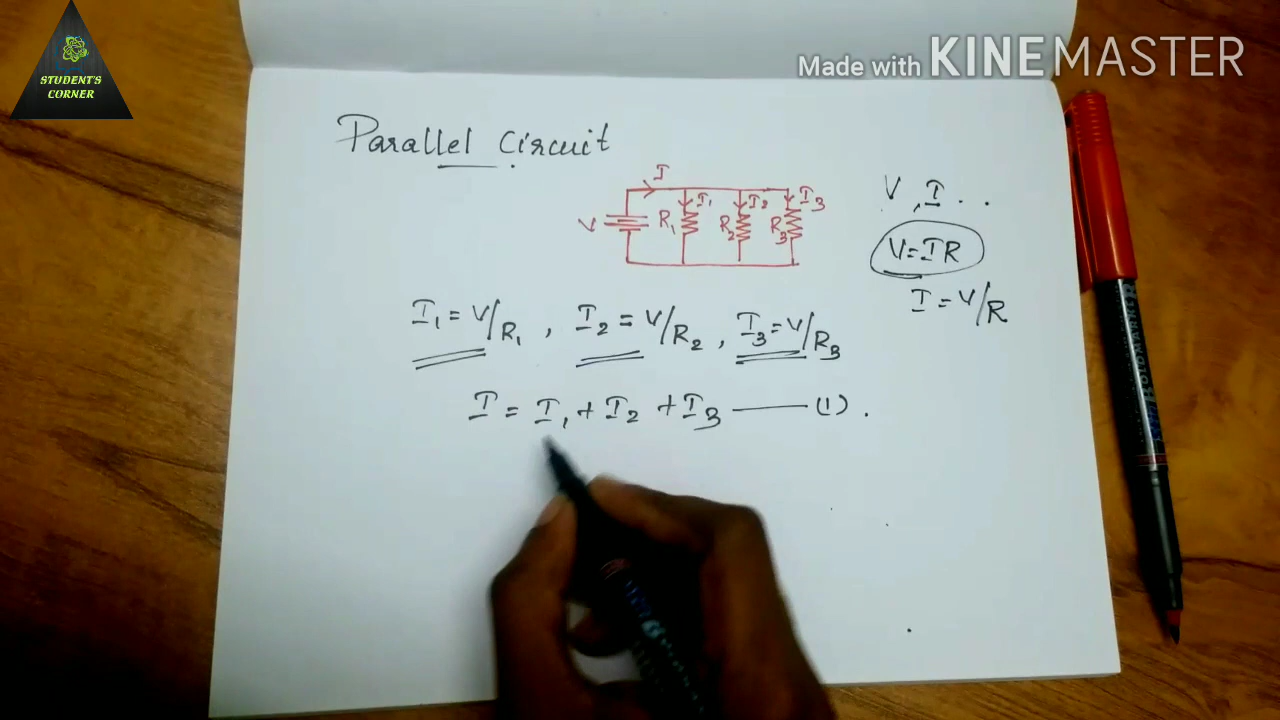 STUDENT'S
CORNER
Made with KINEMASTER
Parallel Circuit
I
V R₁ I₁ R₂ I₂ R₃ I₃
V, I . .
V = IR
I = V/R
I₁ = V/R₁ , I₂ = V/R₂ , I₃ = V/R₃
I = I₁ + I₂ + I₃ —— (1) .